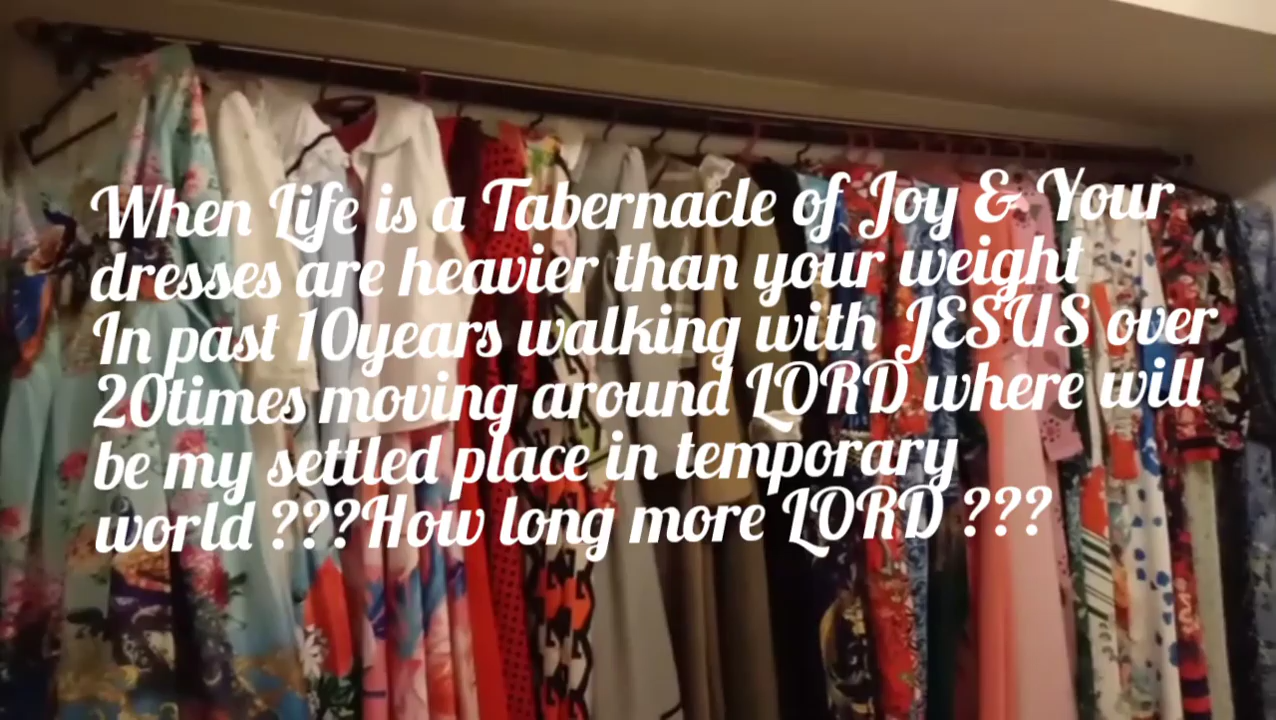 When Life is a Tabernacle of Joy & Your
dresses are heavier than your weight
In past 10years walking with JESUS over
20times moving around LORD where will
be my settled place in temporary
world ???How long more LORD ???